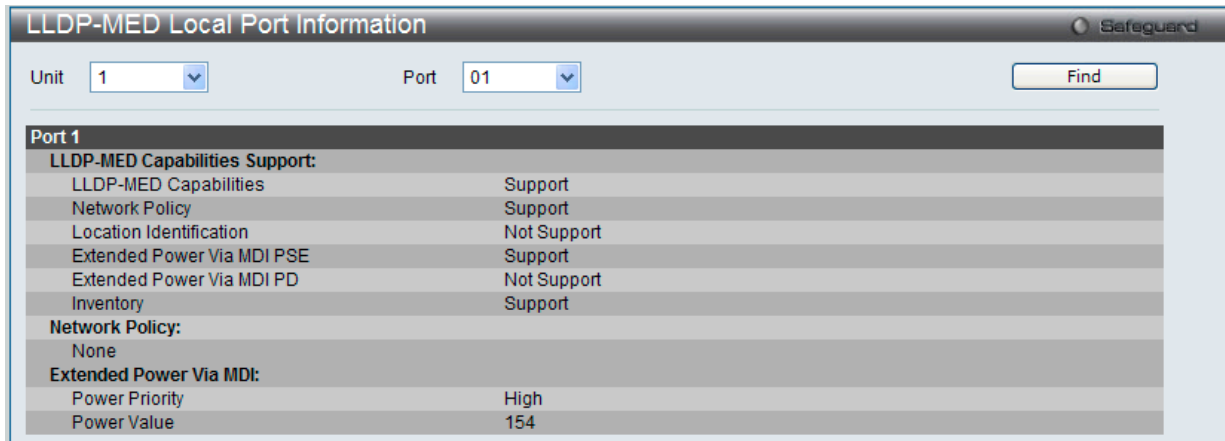 LLDP-MED Local Port Information Safeguard
Unit 1 Port 01 Find
Port 1
LLDP-MED Capabilities Support:
LLDP-MED Capabilities Support
Network Policy Support
Location Identification Not Support
Extended Power Via MDI PSE Support
Extended Power Via MDI PD Not Support
Inventory Support
Network Policy:
None
Extended Power Via MDI:
Power Priority High
Power Value 154